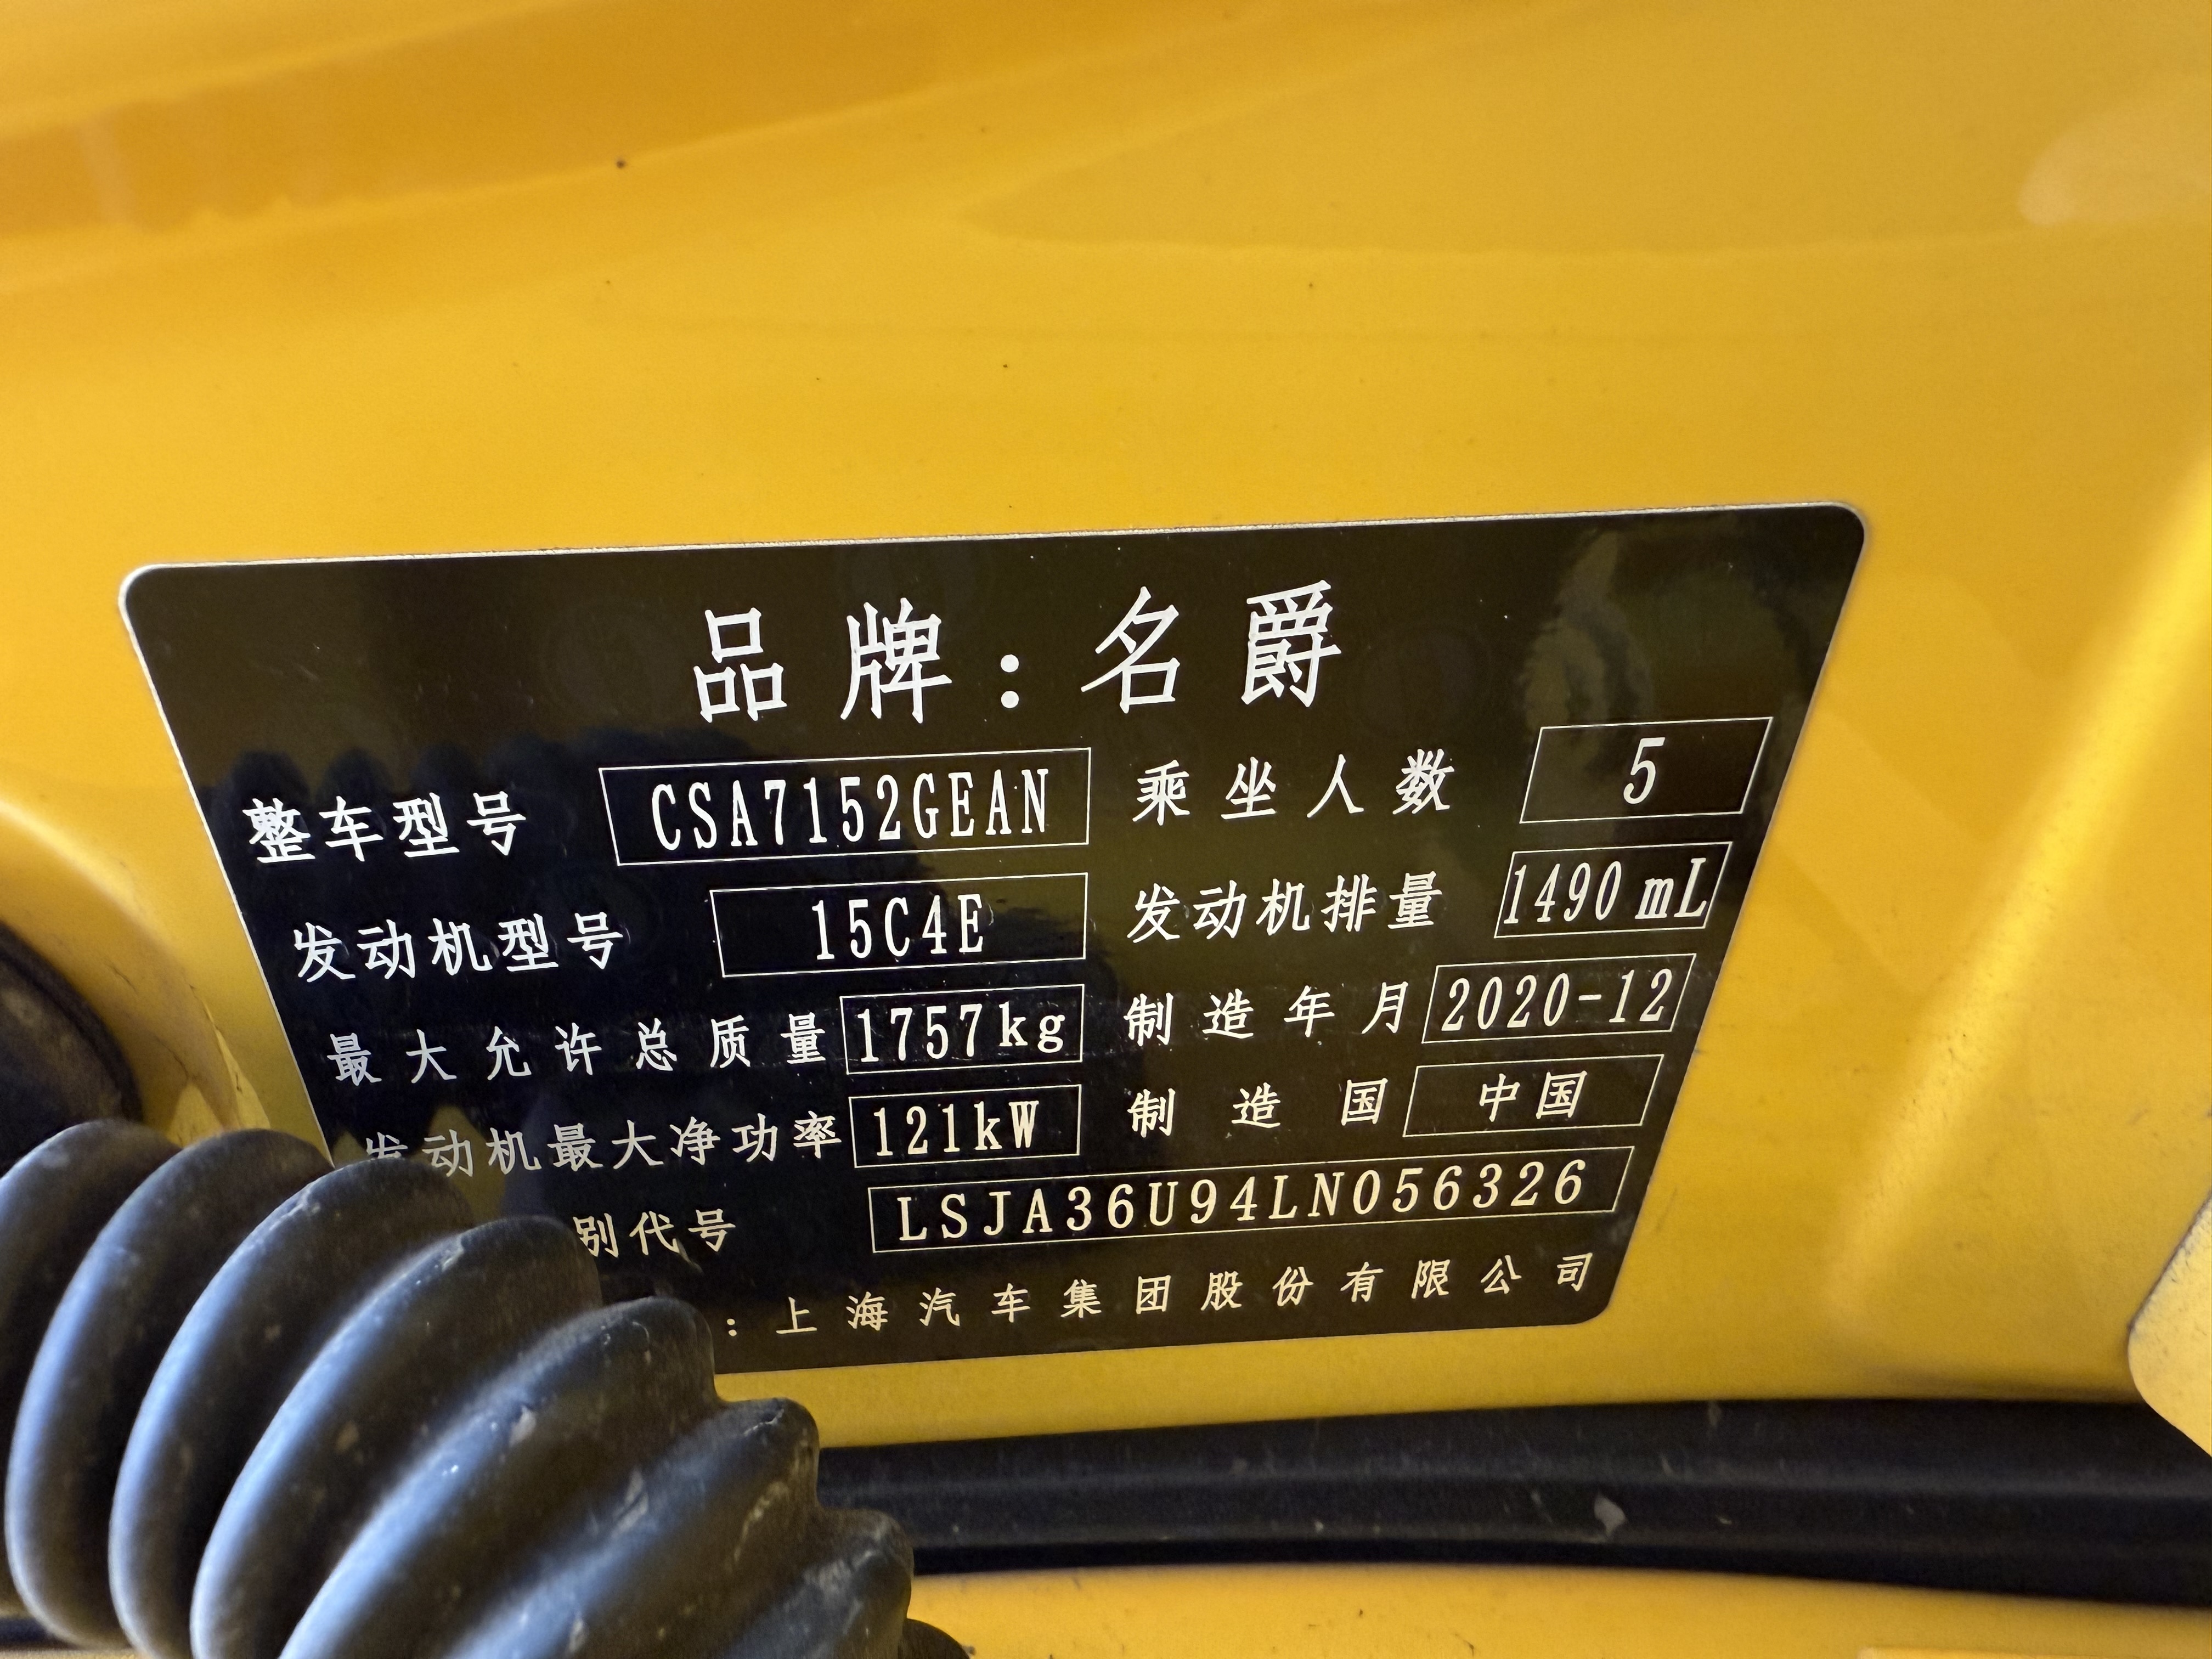 品牌：名爵
整车型号 CSA7152GEAN 乘坐人数 5
发动机型号 15C4E 发动机排量 1490 mL
最大允许总质量 1757kg 制造年月 2020-12
发动机最大净功率 121kW 制造国 中国
别代号 LSJA36U94LN056326
：上海汽车集团股份有限公司